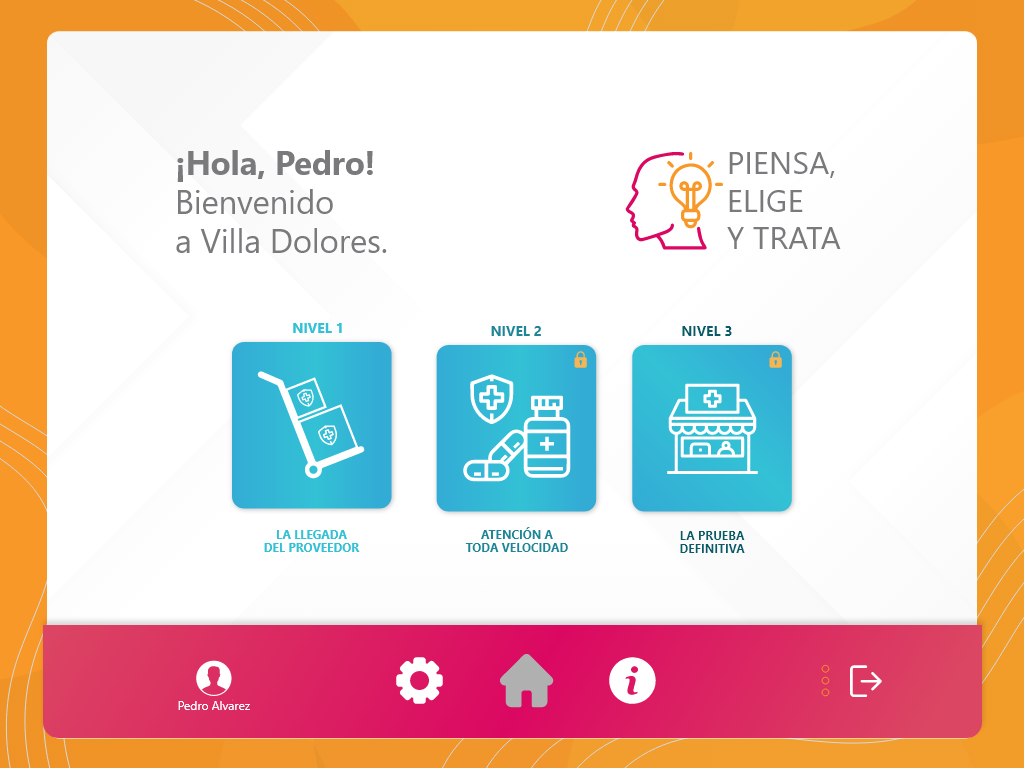 ¡Hola, Pedro!
Bienvenido
a Villa Dolores.
PIENSA,
ELIGE
Y TRATA
NIVEL 1
NIVEL 2
NIVEL 3
LA LLEGADA
DEL PROVEEDOR
ATENCIÓN A
TODA VELOCIDAD
LA PRUEBA
DEFINITIVA
Pedro Alvarez